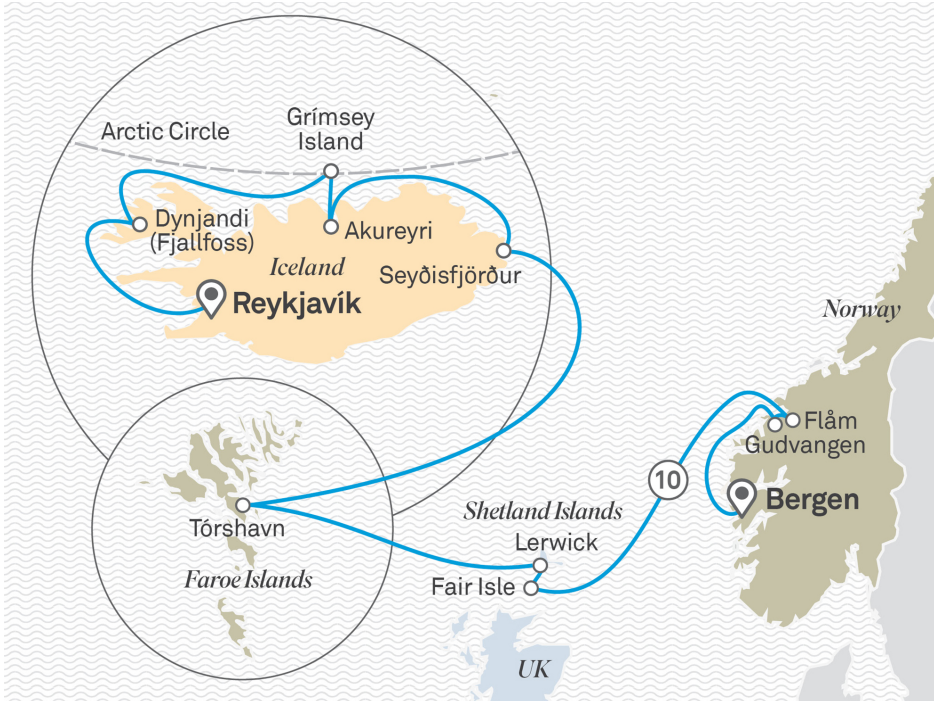 Grímsey
Island
Arctic Circle
Dynjandi
(Fjallfoss)
Akureyri
Iceland
Seyðisfjörður
Reykjavík
Norway
Flåm
Gudvangen
10
Bergen
Shetland Islands
Lerwick
Tórshavn
Faroe Islands
Fair Isle
UK